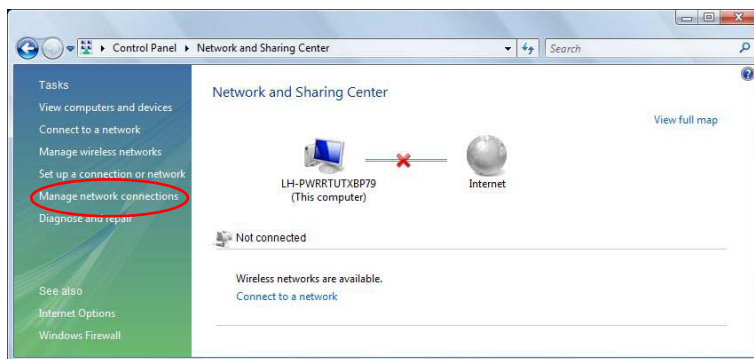 Control Panel
Network and Sharing Center
Search
Tasks
View computers and devices
Connect to a network
Manage wireless networks
Set up a connection or network
Manage network connections
Diagnose and repair
See also
Internet Options
Windows Firewall
Network and Sharing Center
View full map
LH-PWRRTUTXBP79
(This computer)
Internet
Not connected
Wireless networks are available.
Connect to a network